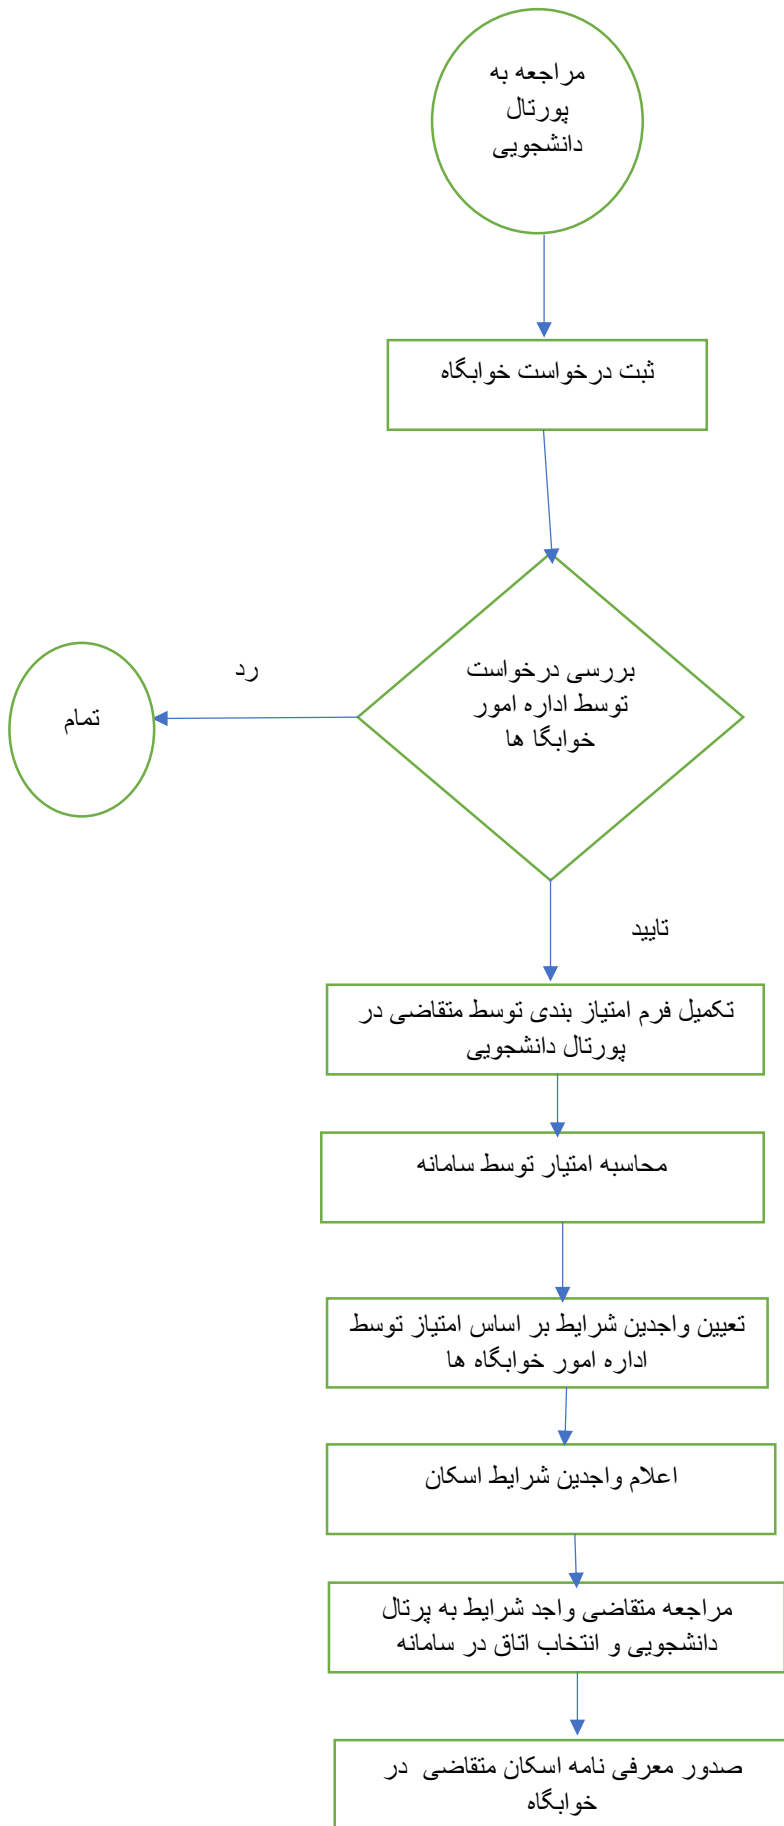 مراجعه به
پورتال
دانشجویی
ثبت درخواست خوابگاه
بررسی درخواست
توسط اداره امور
خوابگا ها
رد
تمام
تایید
تکمیل فرم امتیاز بندی توسط متقاضی در
پورتال دانشجویی
محاسبه امتیار توسط سامانه
تعیین واجدین شرایط بر اساس امتیاز توسط
اداره امور خوابگاه ها
اعلام واجدین شرایط اسکان
مراجعه متقاضی واجد شرایط به پرتال
دانشجویی و انتخاب اتاق در سامانه
صدور معرفی نامه اسکان متقاضی در
خوابگاه